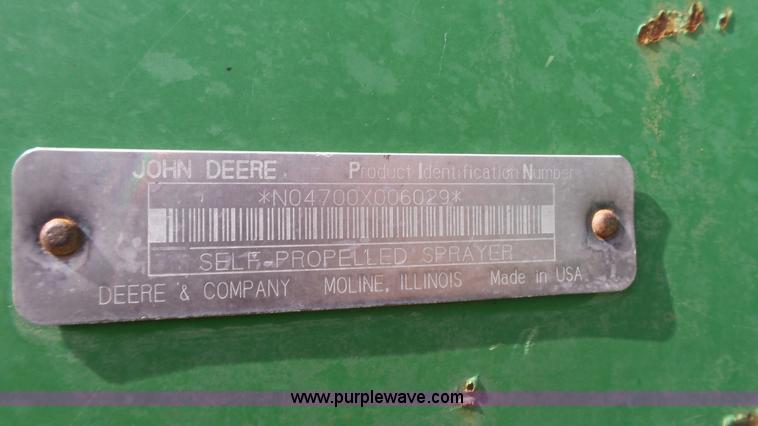 JOHN DEERE Product Identification Number
*N04700X006029*
SELF-PROPELLED SPRAYER
DEERE & COMPANY MOLINE, ILLINOIS Made in USA
www.purplewave.com